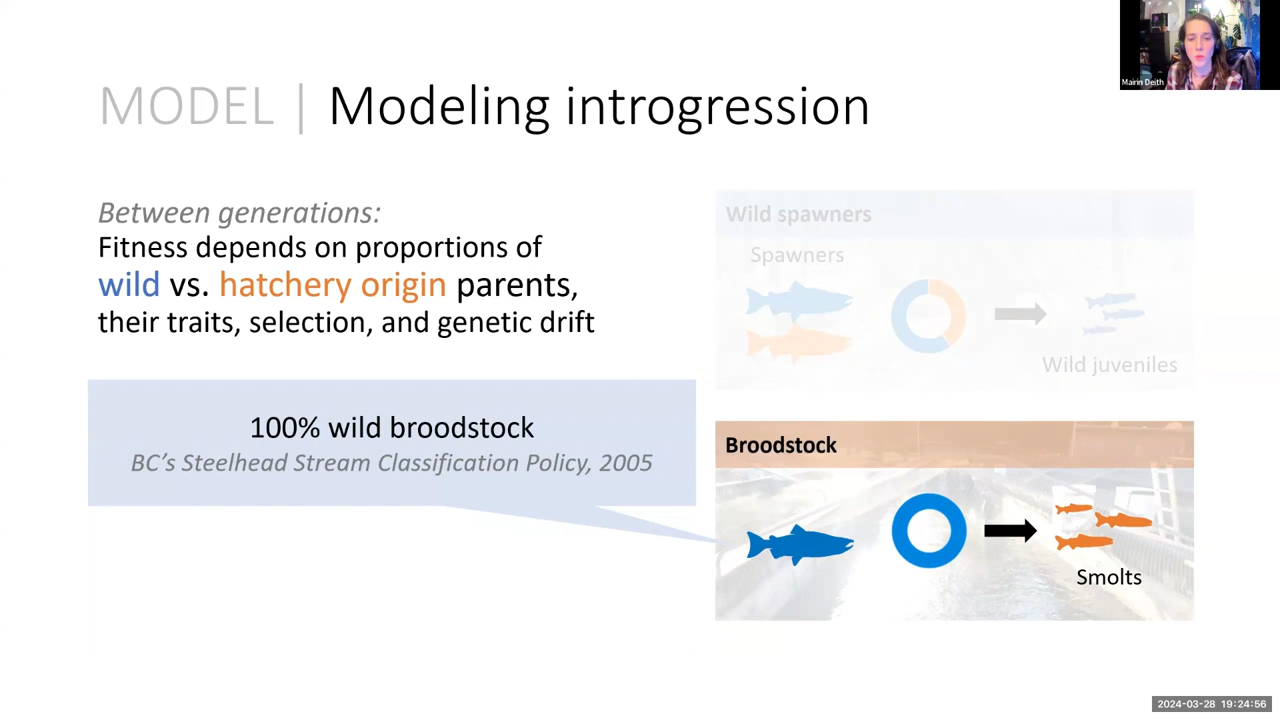 Mairin Deith
MODEL | Modeling introgression
Between generations:
Fitness depends on proportions of
wild vs. hatchery origin parents,
their traits, selection, and genetic drift
100% wild broodstock
BC's Steelhead Stream Classification Policy, 2005
Wild spawners
Spawners
Wild juveniles
Broodstock
Smolts
2024-03-28 19:24:56